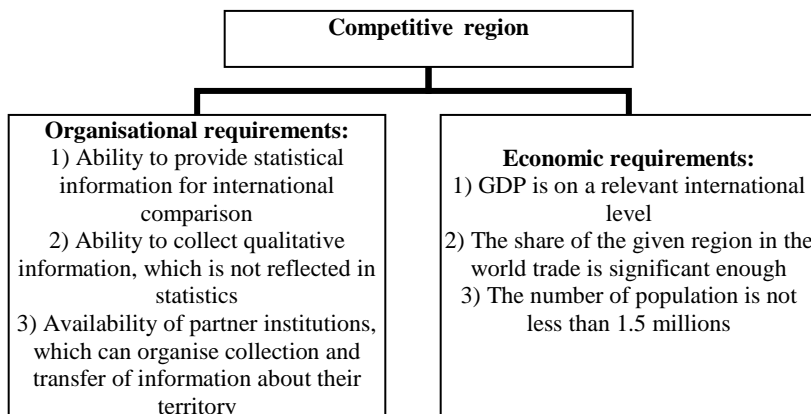 Competitive region
Organisational requirements:
1) Ability to provide statistical
information for international
comparison
2) Ability to collect qualitative
information, which is not reflected in
statistics
3) Availability of partner institutions,
which can organise collection and
transfer of information about their
territory
Economic requirements:
1) GDP is on a relevant international
level
2) The share of the given region in the
world trade is significant enough
3) The number of population is not
less than 1.5 millions